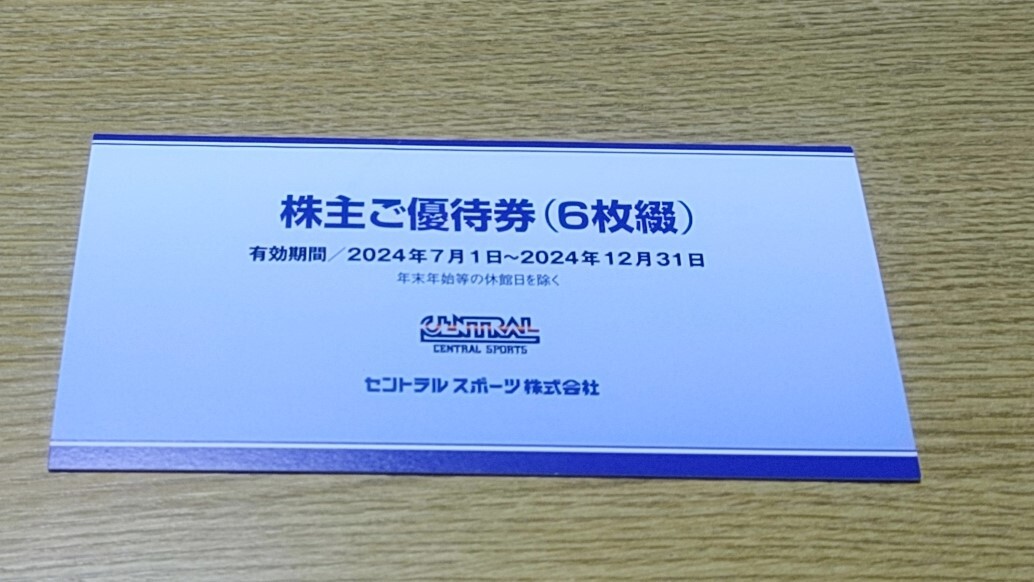 株主ご優待券(6枚綴)
有効期間／2024年7月1日～2024年12月31日
年末年始等の休館日を除く
CENTRAL
CENTRAL SPORTS
セントラルスポーツ株式会社